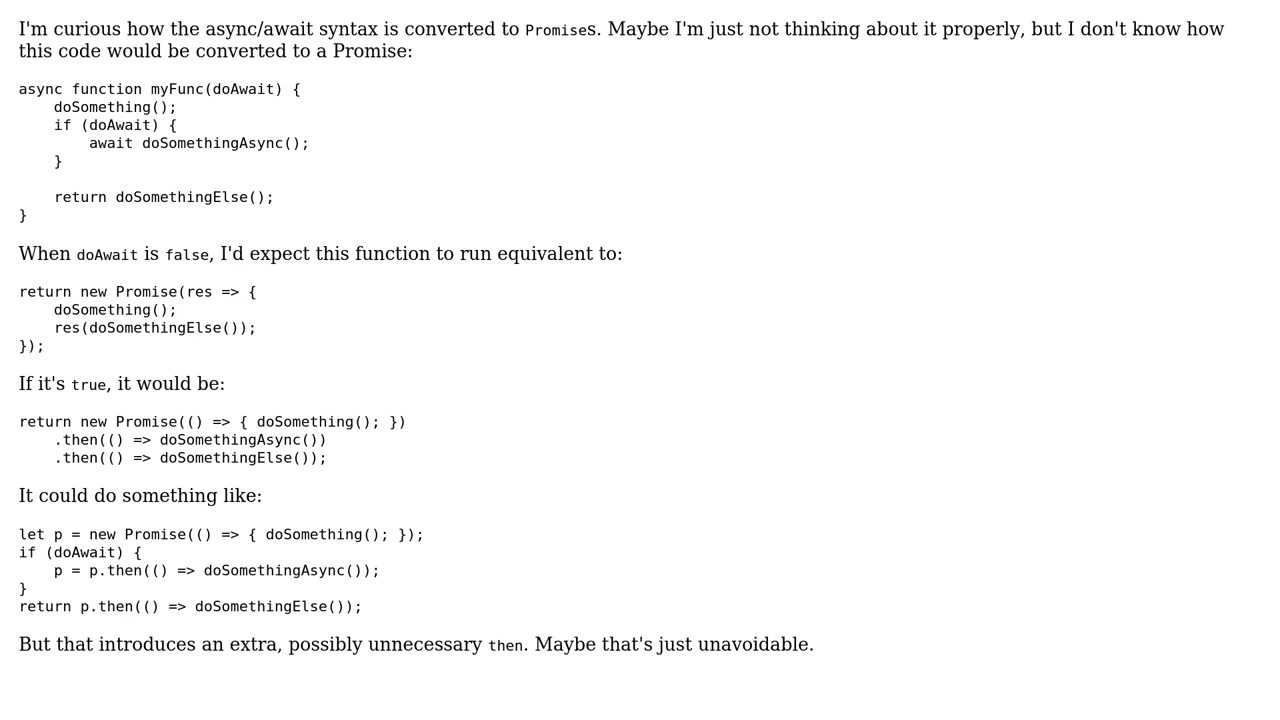 I'm curious how the async/await syntax is converted to Promises. Maybe I'm just not thinking about it properly, but I don't know how
this code would be converted to a Promise:
async function myFunc(doAwait) {
    doSomething();
    if (doAwait) {
        await doSomethingAsync();
    }

    return doSomethingElse();
}
When doAwait is false, I'd expect this function to run equivalent to:
return new Promise(res => {
    doSomething();
    res(doSomethingElse());
});
If it's true, it would be:
return new Promise(() => { doSomething(); })
    .then(() => doSomethingAsync())
    .then(() => doSomethingElse());
It could do something like:
let p = new Promise(() => { doSomething(); });
if (doAwait) {
    p = p.then(() => doSomethingAsync());
}
return p.then(() => doSomethingElse());
But that introduces an extra, possibly unnecessary then. Maybe that's just unavoidable.